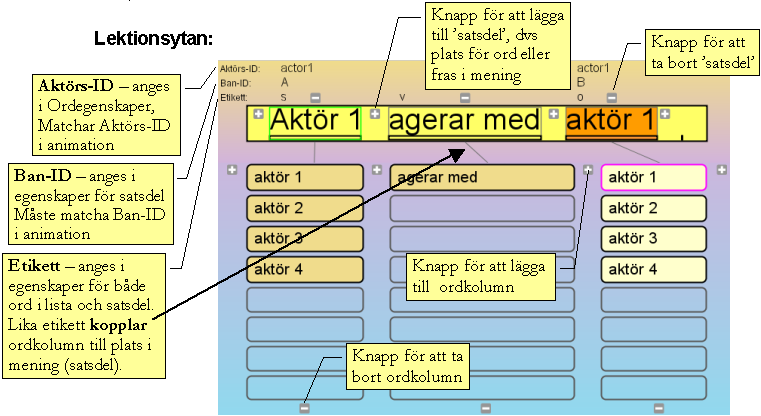 Lektionsytan:
Knapp för att lägga
till ’satsdel’, dvs
plats för ord eller
fras i mening
Knapp för att
ta bort ’satsdel’
Aktörs-ID – anges
i Ordegenskaper,
Matchar Aktörs-ID
i animation
Ban-ID – anges i
egenskaper för satsdel
Måste matcha Ban-ID
i animation
Etikett – anges i
egenskaper för både
ord i lista och satsdel.
Lika etikett kopplar
ordkolumn till plats i
mening (satsdel).
Aktörs-ID: actor1 actor1
Ban-ID: A B
Etikett: S V O
Aktör 1 agerar med aktör 1 .
aktör 1 agerar med aktör 1
aktör 2 aktör 2
aktör 3 aktör 3
aktör 4 aktör 4
Knapp för att lägga
till ordkolumn
Knapp för att ta
bort ordkolumn